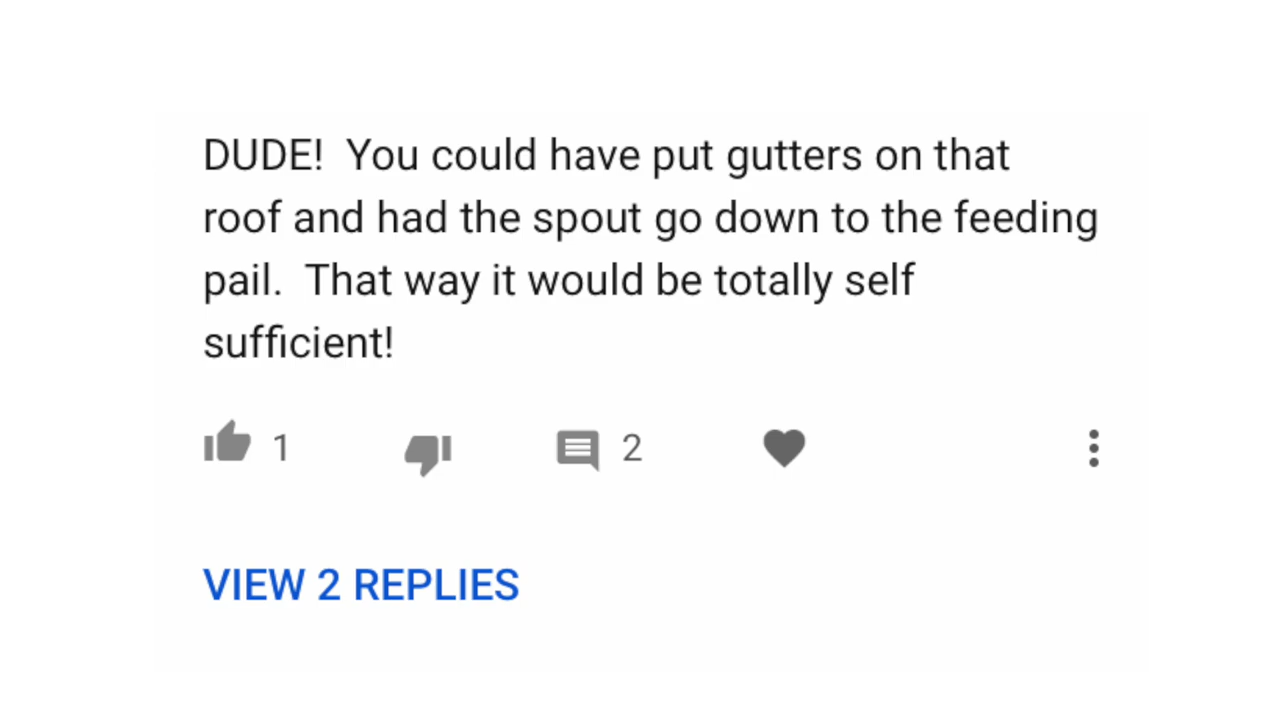 DUDE!  You could have put gutters on that
roof and had the spout go down to the feeding
pail.  That way it would be totally self
sufficient!
1 2
VIEW 2 REPLIES